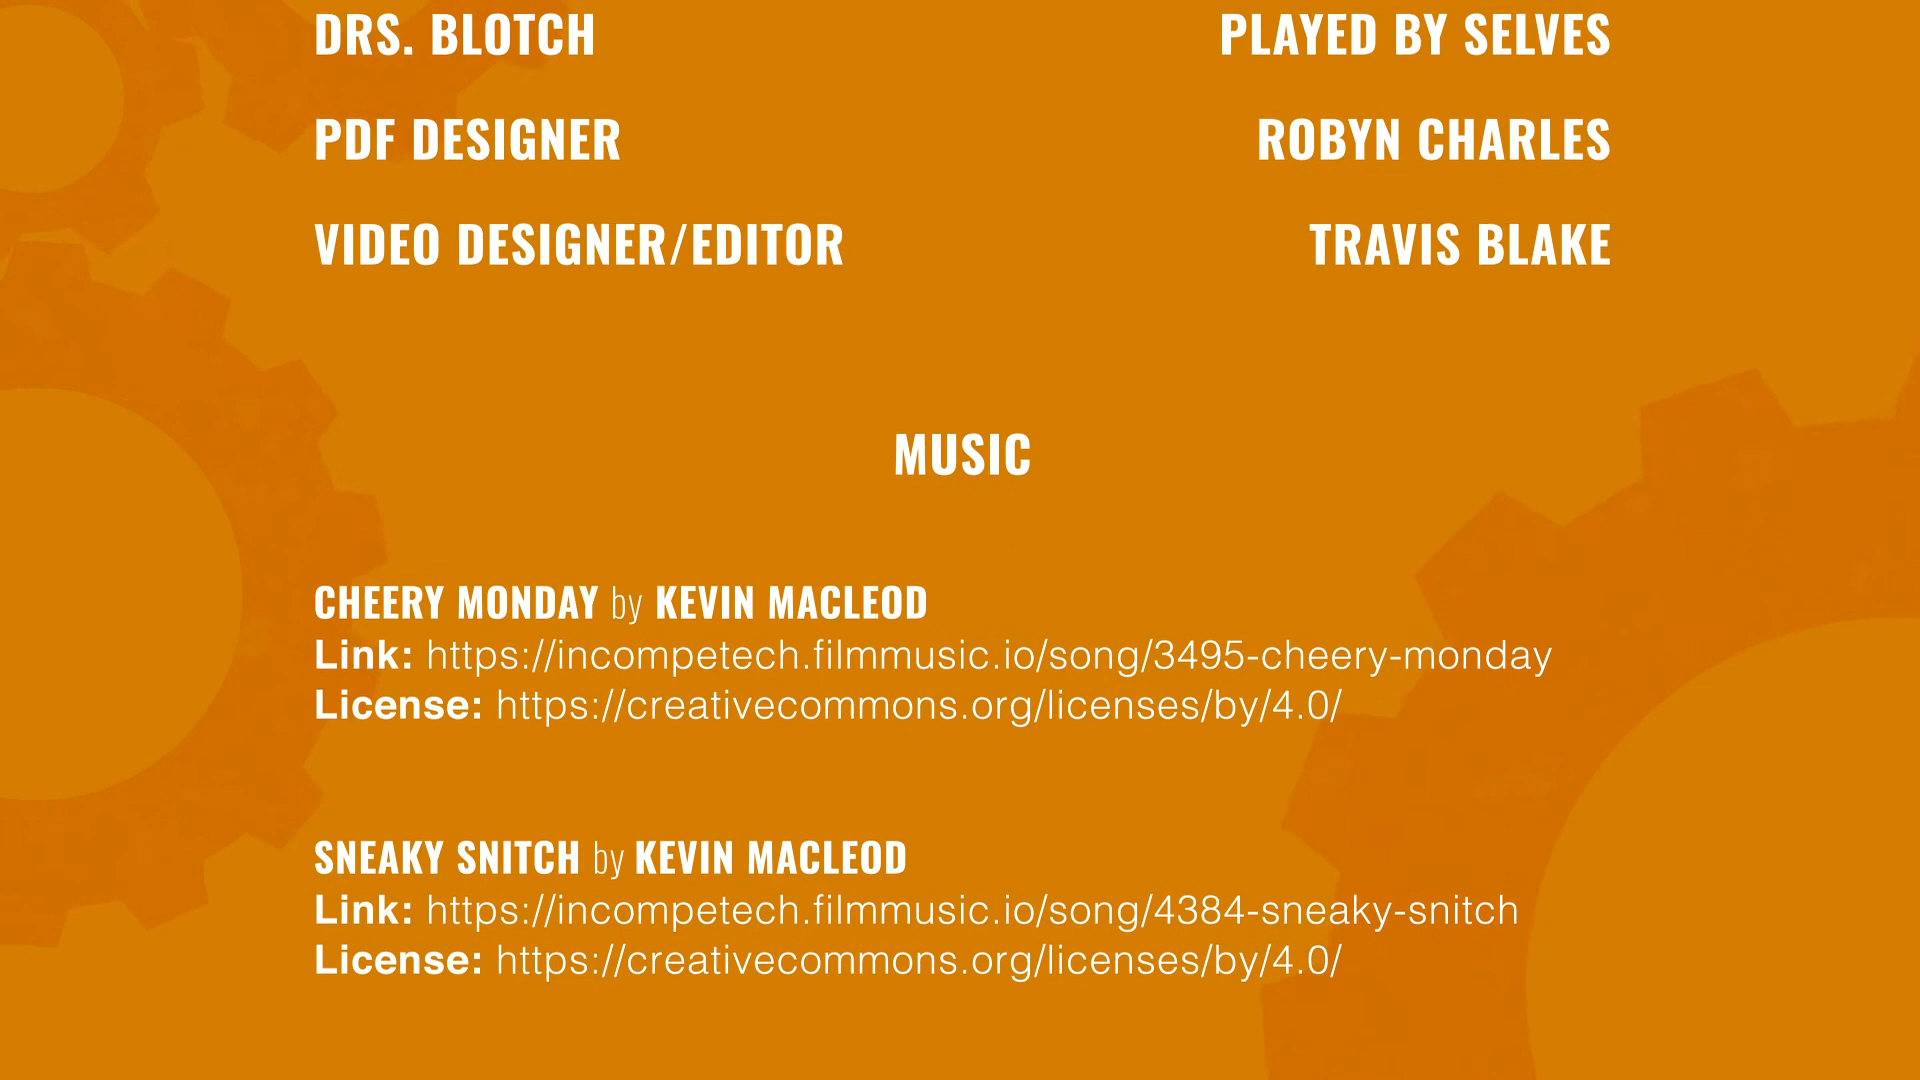 DRS. BLOTCH PLAYED BY SELVES
PDF DESIGNER ROBYN CHARLES
VIDEO DESIGNER/EDITOR TRAVIS BLAKE
MUSIC
CHEERY MONDAY by KEVIN MACLEOD
Link: https://incompetech.filmmusic.io/song/3495-cheery-monday
License: https://creativecommons.org/licenses/by/4.0/
SNEAKY SNITCH by KEVIN MACLEOD
Link: https://incompetech.filmmusic.io/song/4384-sneaky-snitch
License: https://creativecommons.org/licenses/by/4.0/